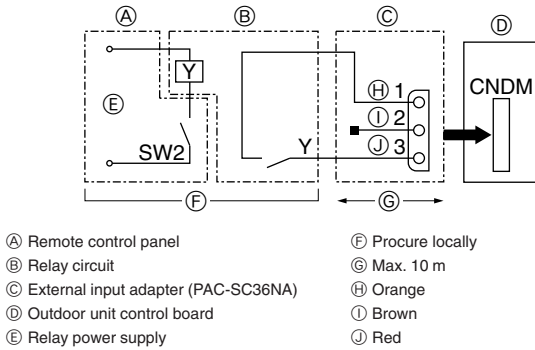 Ⓐ Ⓑ Ⓒ Ⓓ
Y
Ⓔ
SW2
Y
Ⓗ 1
Ⓘ 2
Ⓙ 3
CNDM
Ⓕ
Ⓖ
Ⓐ Remote control panel
Ⓑ Relay circuit
Ⓒ External input adapter (PAC-SC36NA)
Ⓓ Outdoor unit control board
Ⓔ Relay power supply
Ⓕ Procure locally
Ⓖ Max. 10 m
Ⓗ Orange
Ⓘ Brown
Ⓙ Red